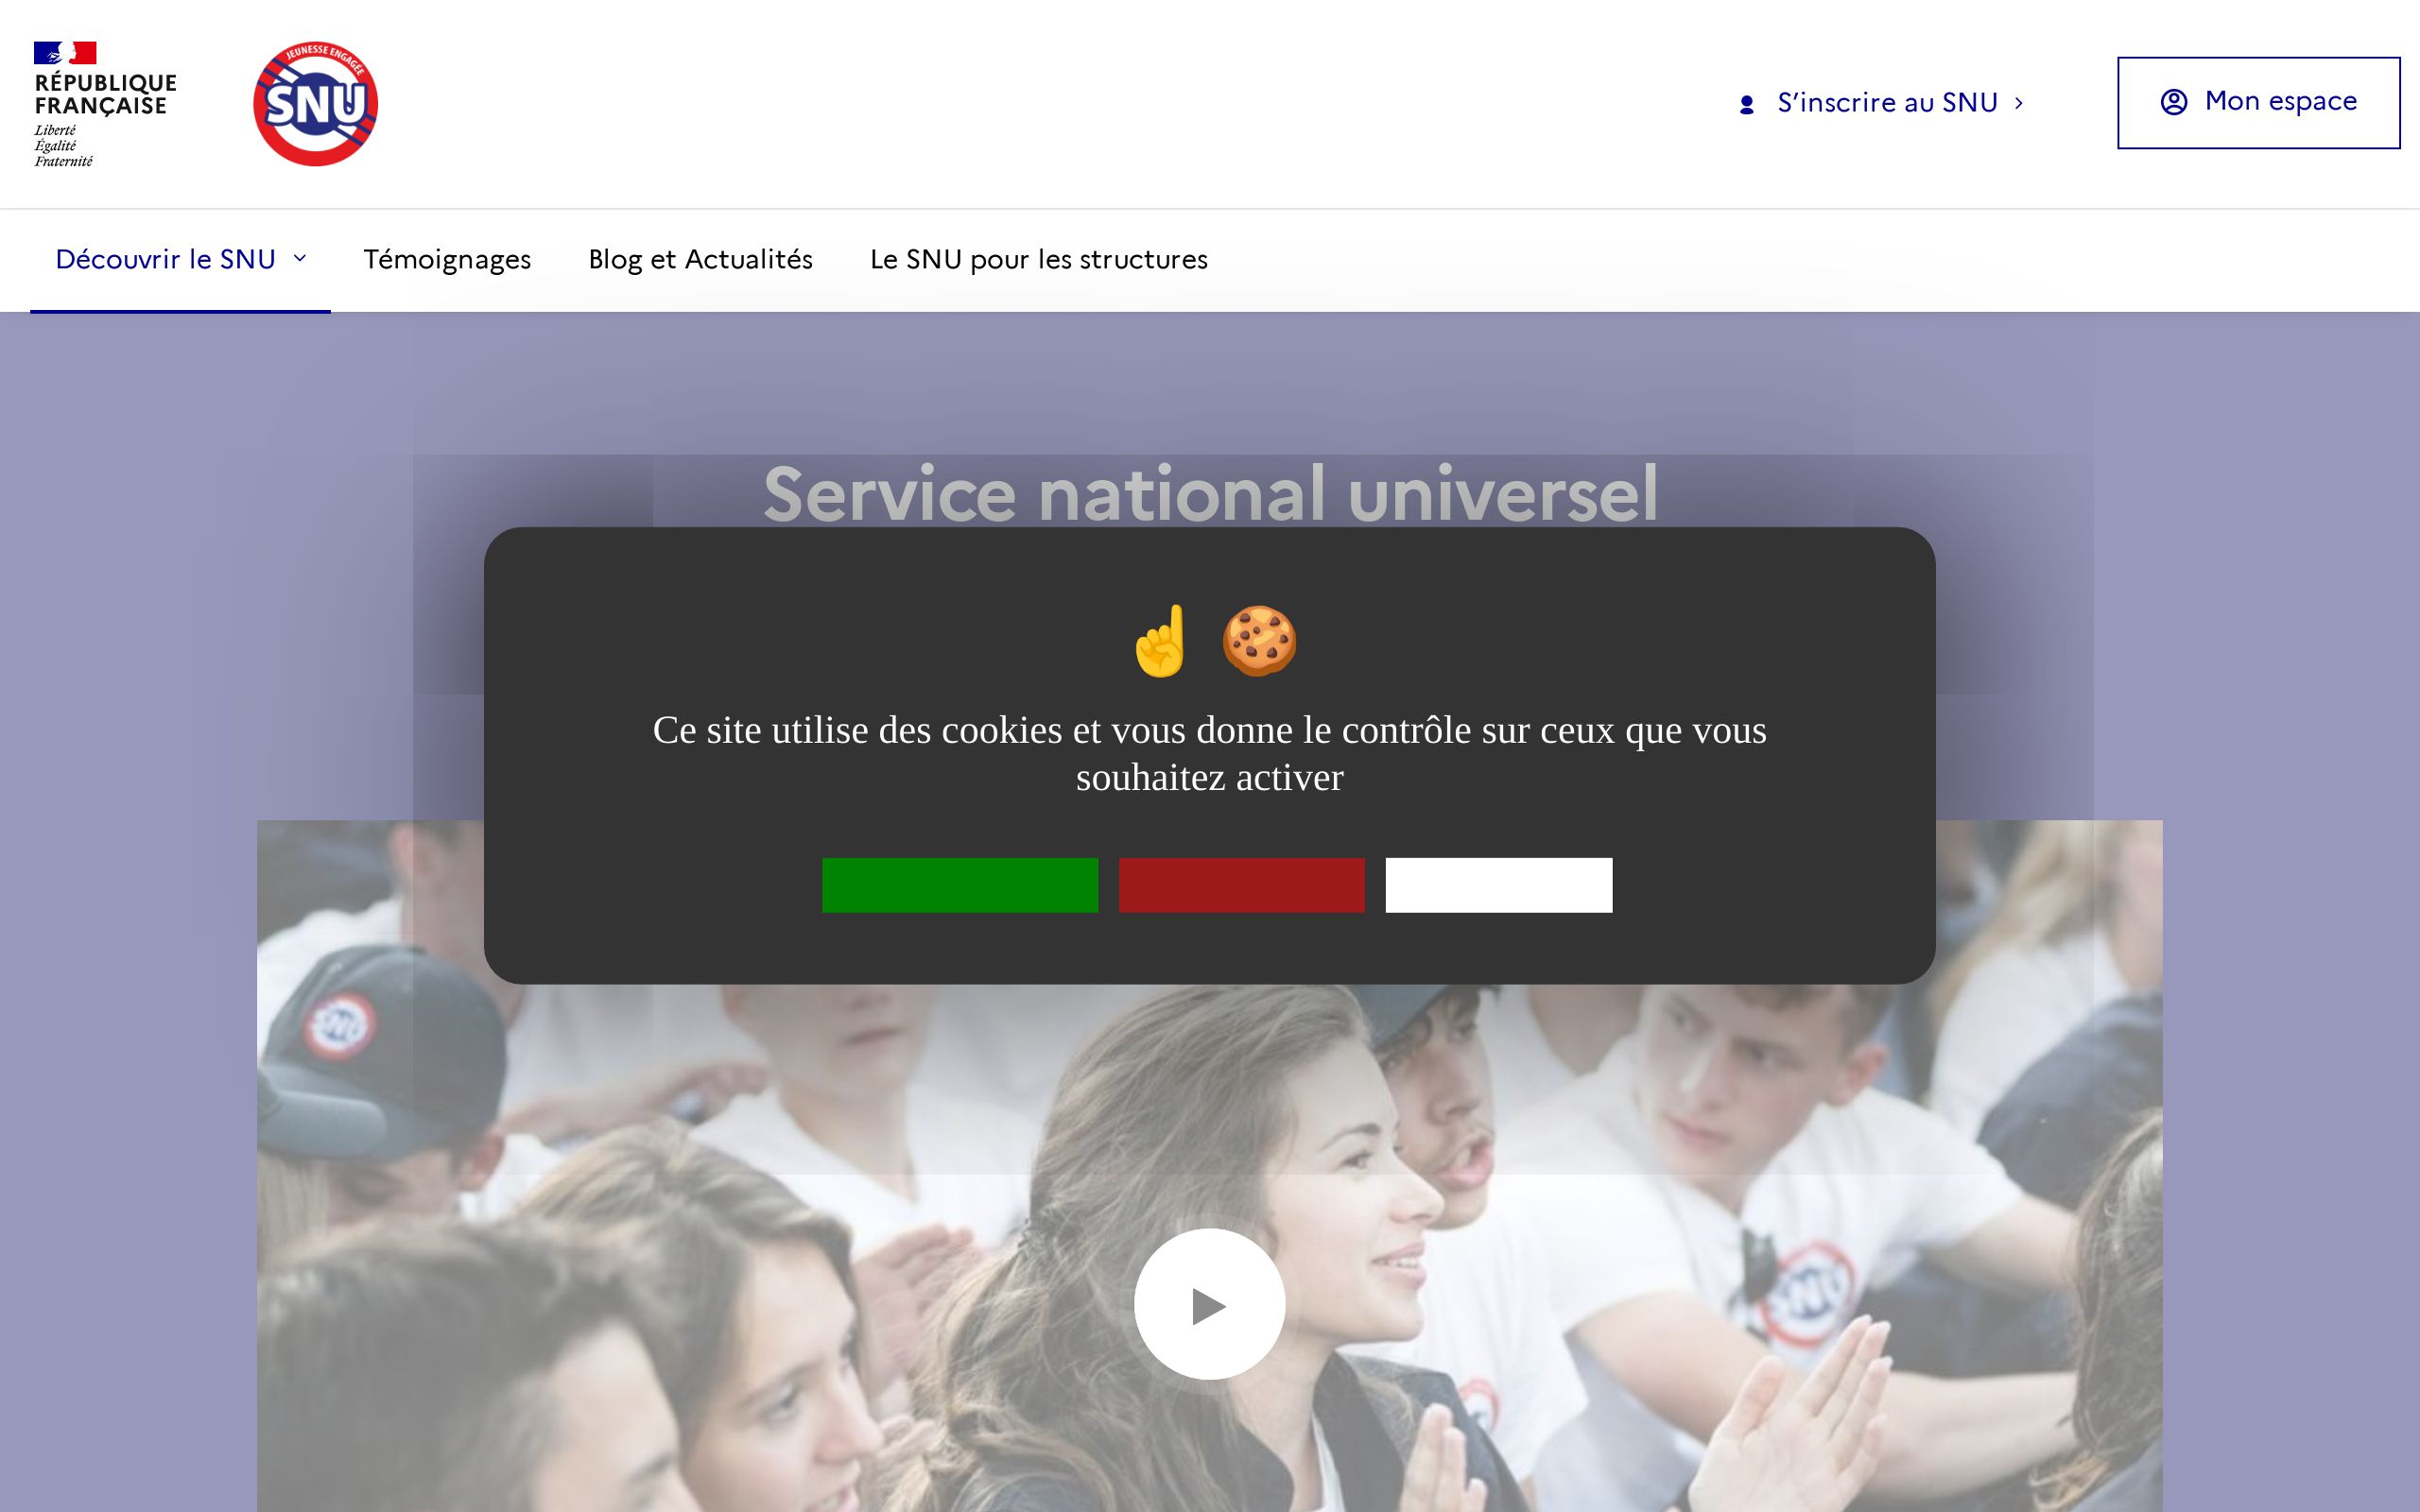 RÉPUBLIQUE
FRANÇAISE
Liberté
Égalité
Fraternité
JEUNESSE ENGAGÉE
SNU
S’inscrire au SNU
Mon espace
Découvrir le SNU
Témoignages
Blog et Actualités
Le SNU pour les structures
Service national universel
Ce site utilise des cookies et vous donne le contrôle sur ceux que vous
souhaitez activer
SNU
SNU